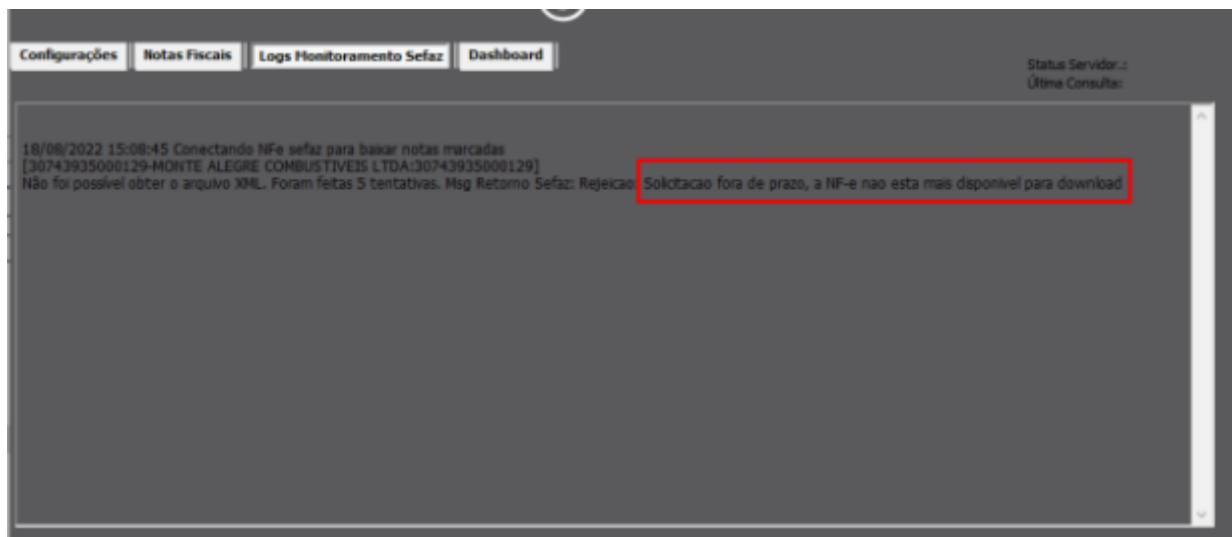 Configurações
Notas Fiscais
Logs Monitoramento Sefaz
Dashboard
Status Servidor..:
Última Consulta:
18/08/2022 15:08:45 Conectando NFe sefaz para baixar notas marcadas
[30743935000129-MONTE ALEGRE COMBUSTIVEIS LTDA:30743935000129]
Não foi possível obter o arquivo XML. Foram feitas 5 tentativas. Msg Retorno Sefaz: Rejeicao: Solicitacao fora de prazo, a NF-e nao esta mais disponivel para download